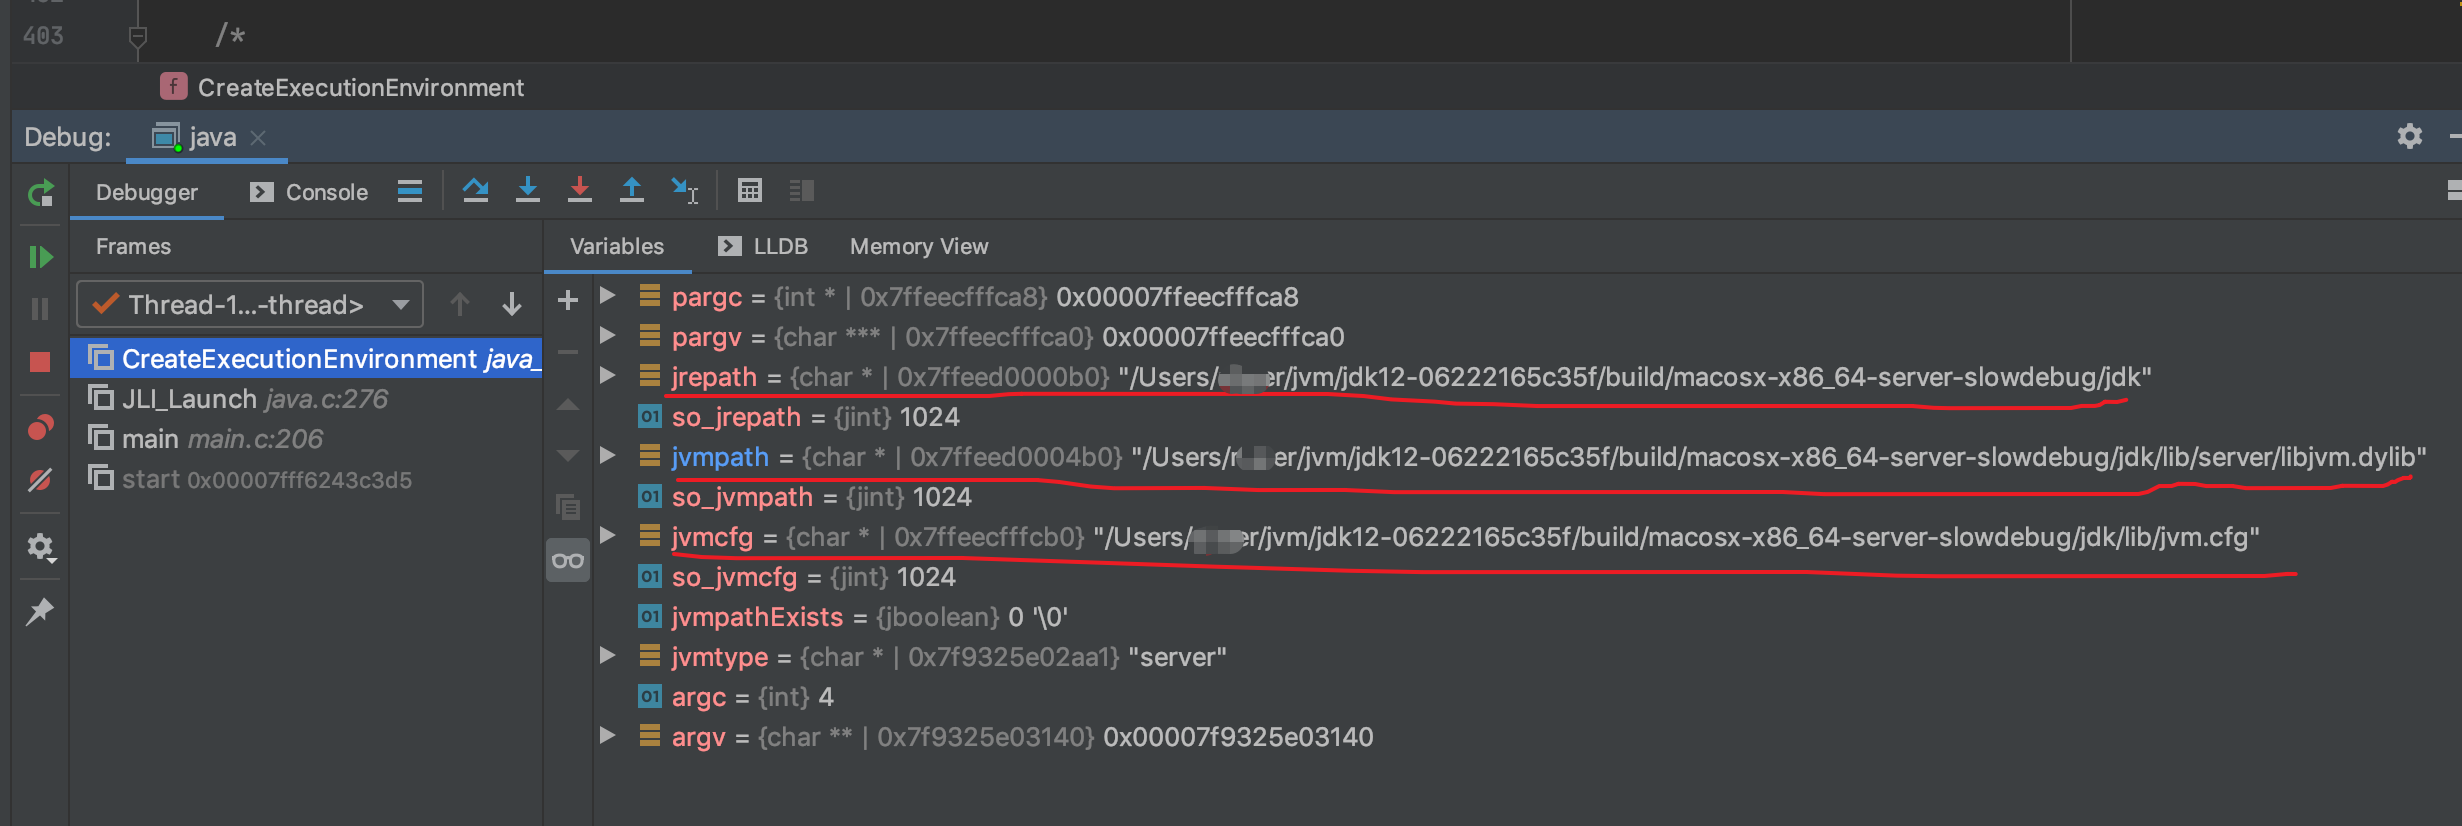 403 /*
f CreateExecutionEnvironment
Debug: java
Debugger Console
Frames Variables LLDB Memory View
Thread-1...-thread>
CreateExecutionEnvironment java_
JLI_Launch java.c:276
main main.c:206
start 0x00007fff6243c3d5
pargc = {int * | 0x7ffeecfffca8} 0x00007ffeecfffca8
pargv = {char *** | 0x7ffeecfffca0} 0x00007ffeecfffca0
jrepath = {char * | 0x7ffeed0000b0} "/Users/ er/jvm/jdk12-06222165c35f/build/macosx-x86_64-server-slowdebug/jdk"
01 so_jrepath = {jint} 1024
jvmpath = {char * | 0x7ffeed0004b0} "/Users/ er/jvm/jdk12-06222165c35f/build/macosx-x86_64-server-slowdebug/jdk/lib/server/libjvm.dylib"
01 so_jvmpath = {jint} 1024
jvmcfg = {char * | 0x7ffeecfffcb0} "/Users/ er/jvm/jdk12-06222165c35f/build/macosx-x86_64-server-slowdebug/jdk/lib/jvm.cfg"
01 so_jvmcfg = {jint} 1024
01 jvmpathExists = {jboolean} 0 '\0'
jvmtype = {char * | 0x7f9325e02aa1} "server"
01 argc = {int} 4
argv = {char ** | 0x7f9325e03140} 0x00007f9325e03140